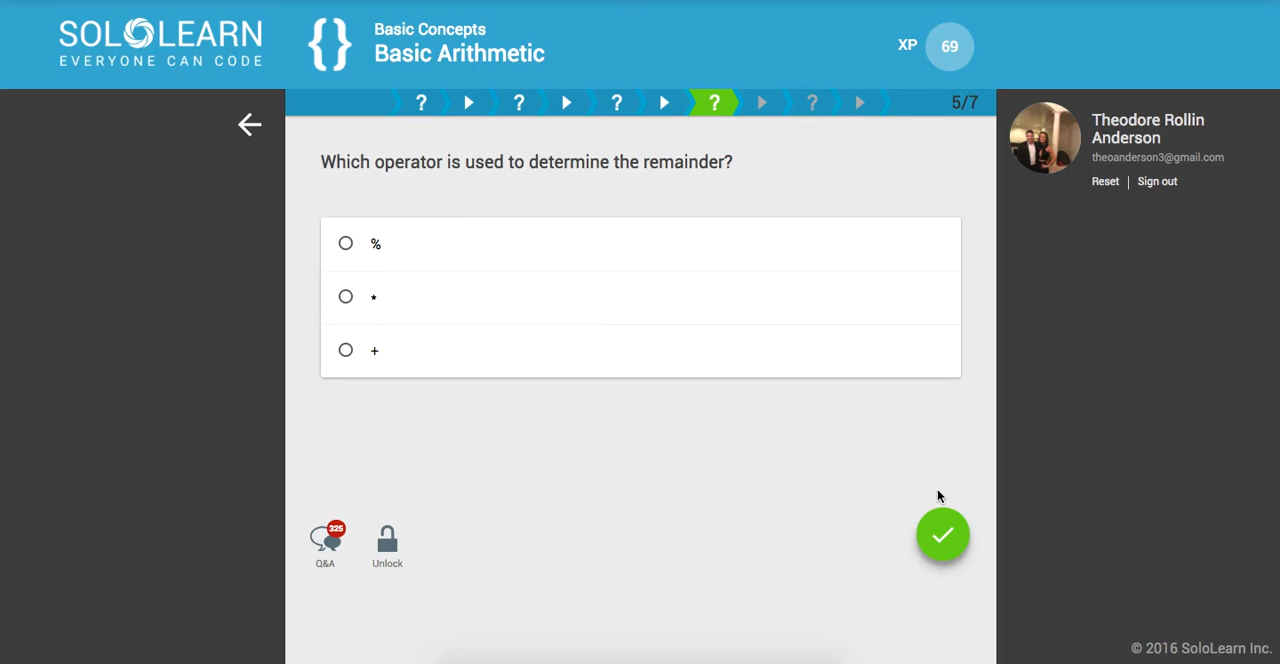 SOLOLEARN
EVERYONE CAN CODE
{ }
Basic Concepts
Basic Arithmetic
XP 69
? ? ? ? ? 5/7
Theodore Rollin
Anderson
theoanderson3@gmail.com
Reset | Sign out
Which operator is used to determine the remainder?
%
*
+
325
Q&A
Unlock
© 2016 SoloLearn Inc.